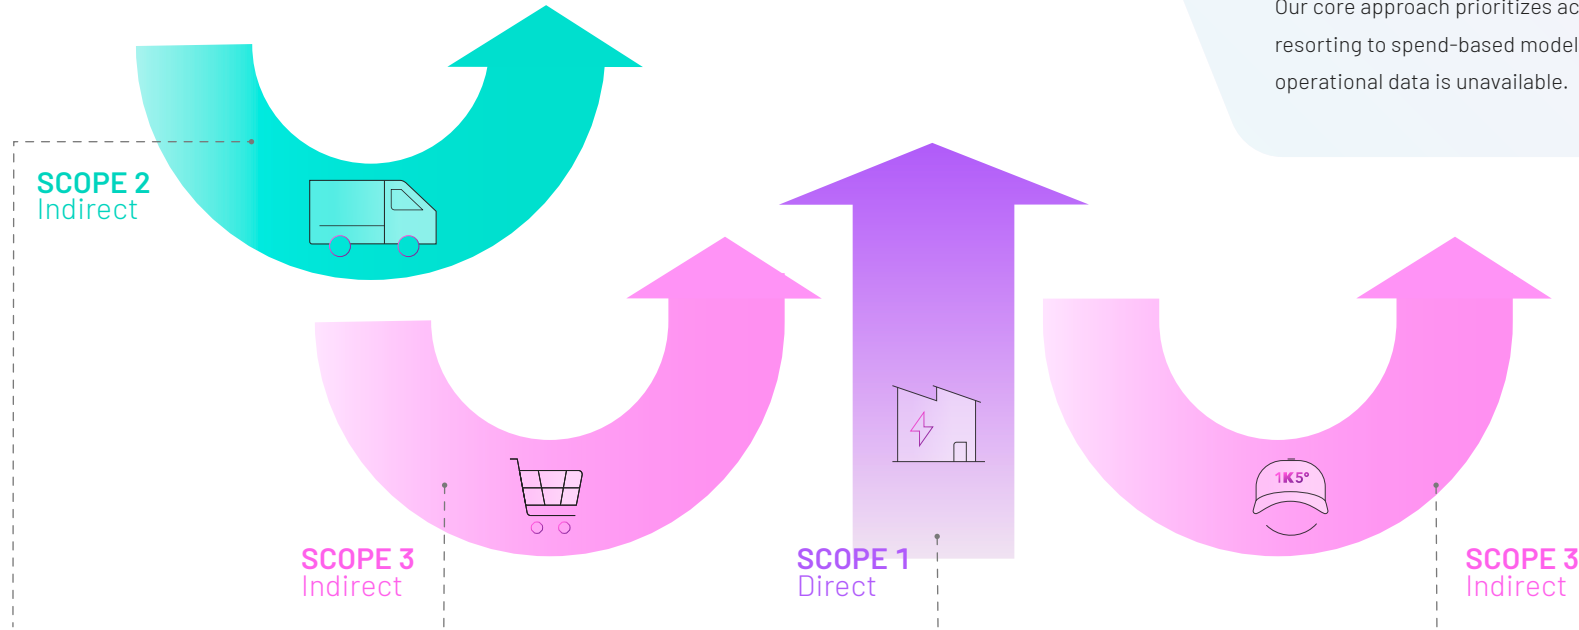 Our core approach prioritizes
resorting to spend-based model
operational data is unavailable.
SCOPE 2
Indirect
1K5°
SCOPE 3
Indirect
SCOPE 1
Direct
SCOPE 3
Indirect